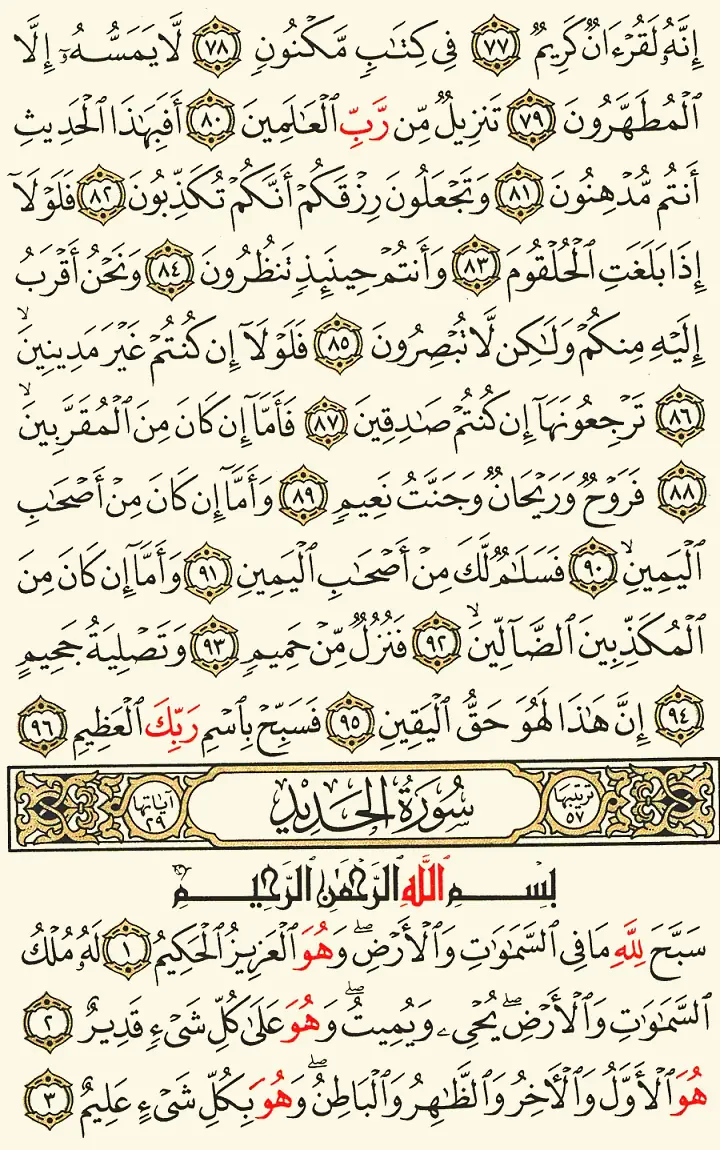 إِنَّهُۥ لَقُرْءَانٌ كَرِيمٌ ٧٧ فِى كِتَٰبٍ مَّكْنُونٍ ٧٨ لَّا يَمَسُّهُۥٓ إِلَّا
ٱلْمُطَهَّرُونَ ٧٩ تَنزِيلٌ مِّن رَّبِّ ٱلْعَٰلَمِينَ ٨٠ أَفَبِهَٰذَا ٱلْحَدِيثِ
أَنتُم مُّدْهِنُونَ ٨١ وَتَجْعَلُونَ رِزْقَكُمْ أَنَّكُمْ تُكَذِّبُونَ ٨٢ فَلَوْلَآ
إِذَا بَلَغَتِ ٱلْحُلْقُومَ ٨٣ وَأَنتُمْ حِينَئِذٍ تَنظُرُونَ ٨٤ وَنَحْنُ أَقْرَبُ
إِلَيْهِ مِنكُمْ وَلَٰكِن لَّا تُبْصِرُونَ ٨٥ فَلَوْلَآ إِن كُنتُمْ غَيْرَ مَدِينِينَ
٨٦ تَرْجِعُونَهَآ إِن كُنتُمْ صَٰدِقِينَ ٨٧ فَأَمَّآ إِن كَانَ مِنَ ٱلْمُقَرَّبِينَ
٨٨ فَرَوْحٌ وَرَيْحَانٌ وَجَنَّتُ نَعِيمٍ ٨٩ وَأَمَّآ إِن كَانَ مِنْ أَصْحَٰبِ
ٱلْيَمِينِ ٩٠ فَسَلَٰمٌ لَّكَ مِنْ أَصْحَٰبِ ٱلْيَمِينِ ٩١ وَأَمَّآ إِن كَانَ مِنَ
ٱلْمُكَذِّبِينَ ٱلضَّآلِّينَ ٩٢ فَنُزُلٌ مِّنْ حَمِيمٍ ٩٣ وَتَصْلِيَةُ جَحِيمٍ
٩٤ إِنَّ هَٰذَا لَهُوَ حَقُّ ٱلْيَقِينِ ٩٥ فَسَبِّحْ بِٱسْمِ رَبِّكَ ٱلْعَظِيمِ ٩٦
ترتيبها ٥٧ سُورَةُ الحَدِيد آياتها ٢٩
بِسْمِ ٱللَّهِ ٱلرَّحْمَٰنِ ٱلرَّحِيمِ
سَبَّحَ لِلَّهِ مَا فِى ٱلسَّمَٰوَٰتِ وَٱلْأَرْضِ ۖ وَهُوَ ٱلْعَزِيزُ ٱلْحَكِيمُ ١ لَهُۥ مُلْكُ
ٱلسَّمَٰوَٰتِ وَٱلْأَرْضِ ۖ يُحْىِۦ وَيُمِيتُ ۖ وَهُوَ عَلَىٰ كُلِّ شَىْءٍ قَدِيرٌ ٢
هُوَ ٱلْأَوَّلُ وَٱلْءَاخِرُ وَٱلظَّٰهِرُ وَٱلْبَاطِنُ ۖ وَهُوَ بِكُلِّ شَىْءٍ عَلِيمٌ ٣